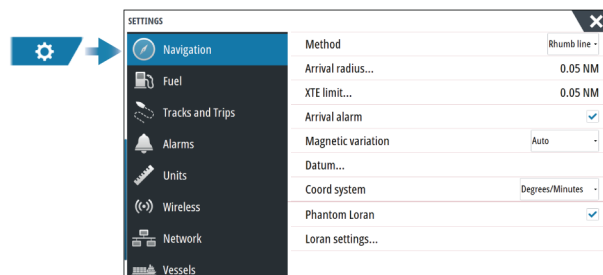 SETTINGS
Navigation
Fuel
Tracks and Trips
Alarms
Units
Wireless
Network
Vessels
Method Rhumb line
Arrival radius... 0.05 NM
XTE limit... 0.05 NM
Arrival alarm
Magnetic variation Auto
Datum...
Coord system Degrees/Minutes
Phantom Loran
Loran settings...